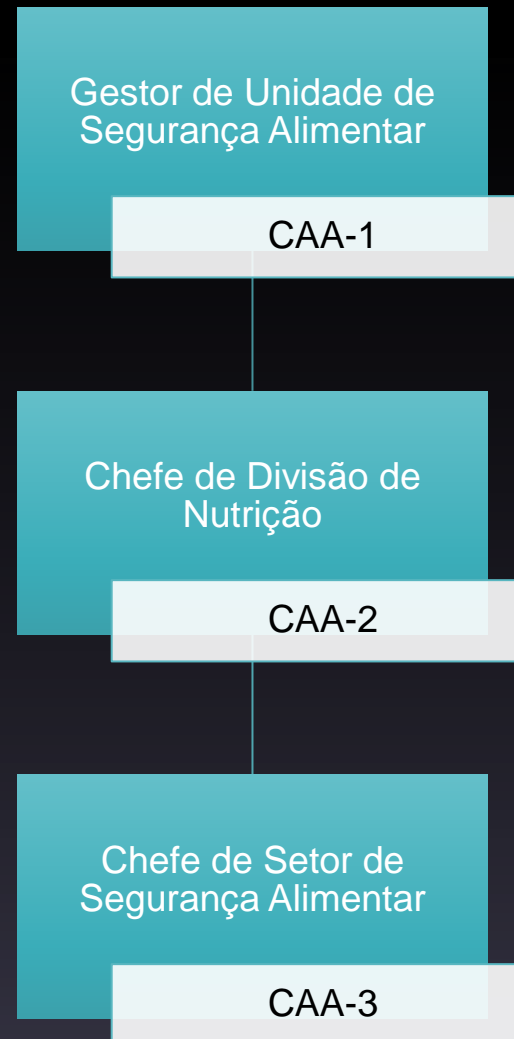 Gestor de Unidade de
Segurança Alimentar
CAA-1
Chefe de Divisão de
Nutrição
CAA-2
Chefe de Setor de
Segurança Alimentar
CAA-3